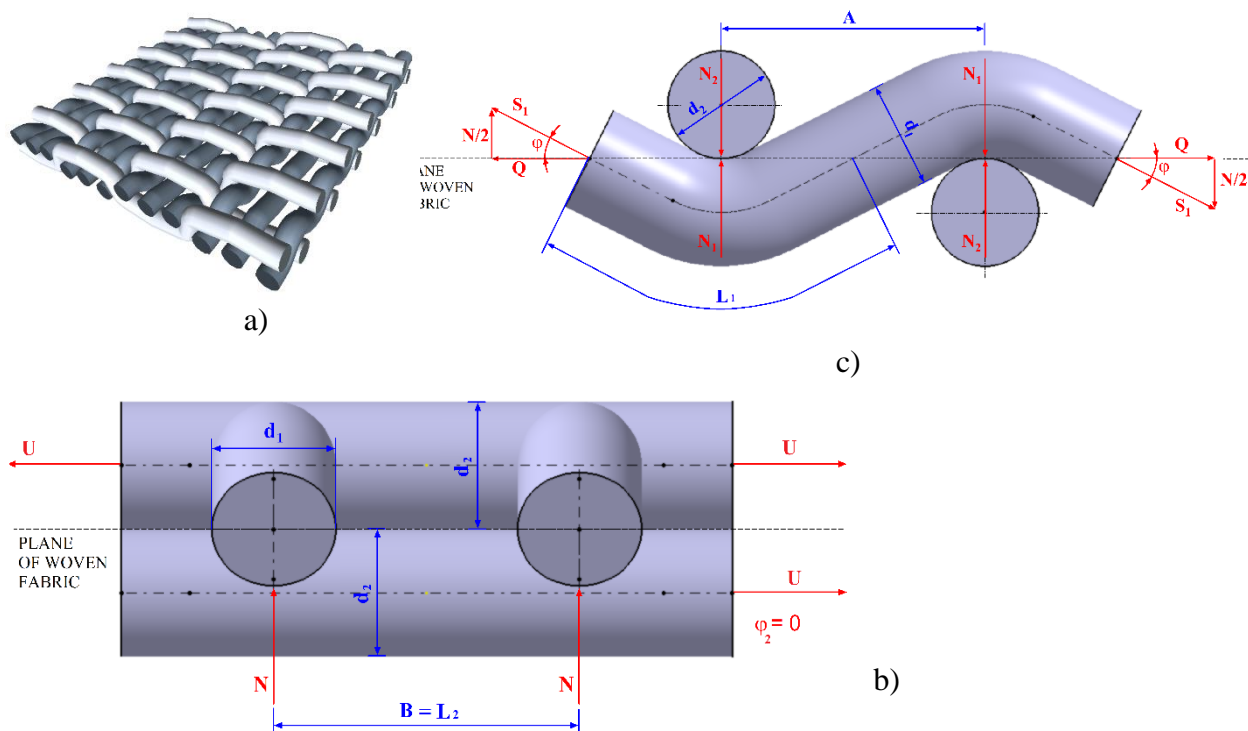 A
N₂
N₁
d₂
S₁
N/2
φ
Q
ANE
WOVEN
BRIC
Q
φ
N/2
S₁
N₁
N₂
L₁
a)
c)
U
d₁
d₂
U
PLANE
OF WOVEN
FABRIC
d₂
U
φ₂ = 0
N
N
b)
B = L₂